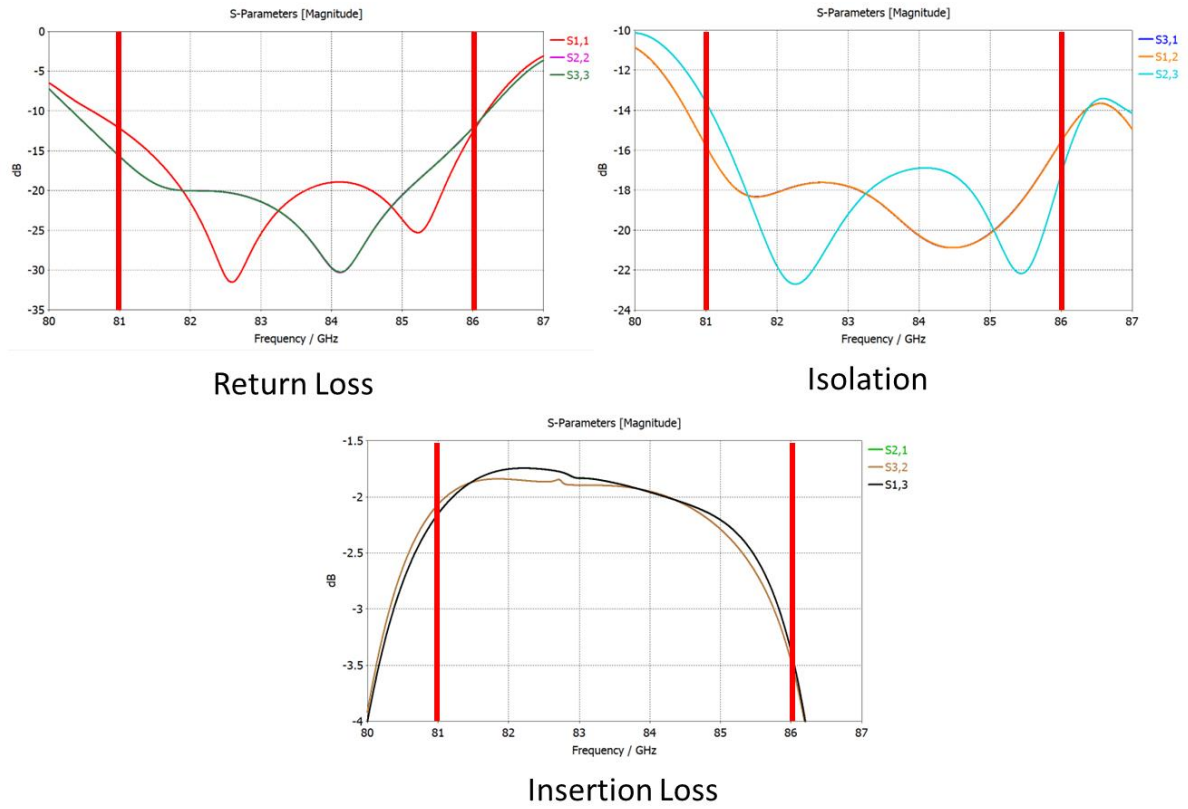 S-Parameters [Magnitude]
0
-5
-10
-15
-20
-25
-30
-35
dB
80 81 82 83 84 85 86 87
Frequency / GHz
S1,1
S2,2
S3,3
Return Loss
S-Parameters [Magnitude]
-10
-12
-14
-16
-18
-20
-22
-24
dB
80 81 82 83 84 85 86 87
Frequency / GHz
S3,1
S1,2
S2,3
Isolation
S-Parameters [Magnitude]
-1.5
-2
-2.5
-3
-3.5
-4
dB
80 81 82 83 84 85 86 87
Frequency / GHz
S2,1
S3,2
S1,3
Insertion Loss